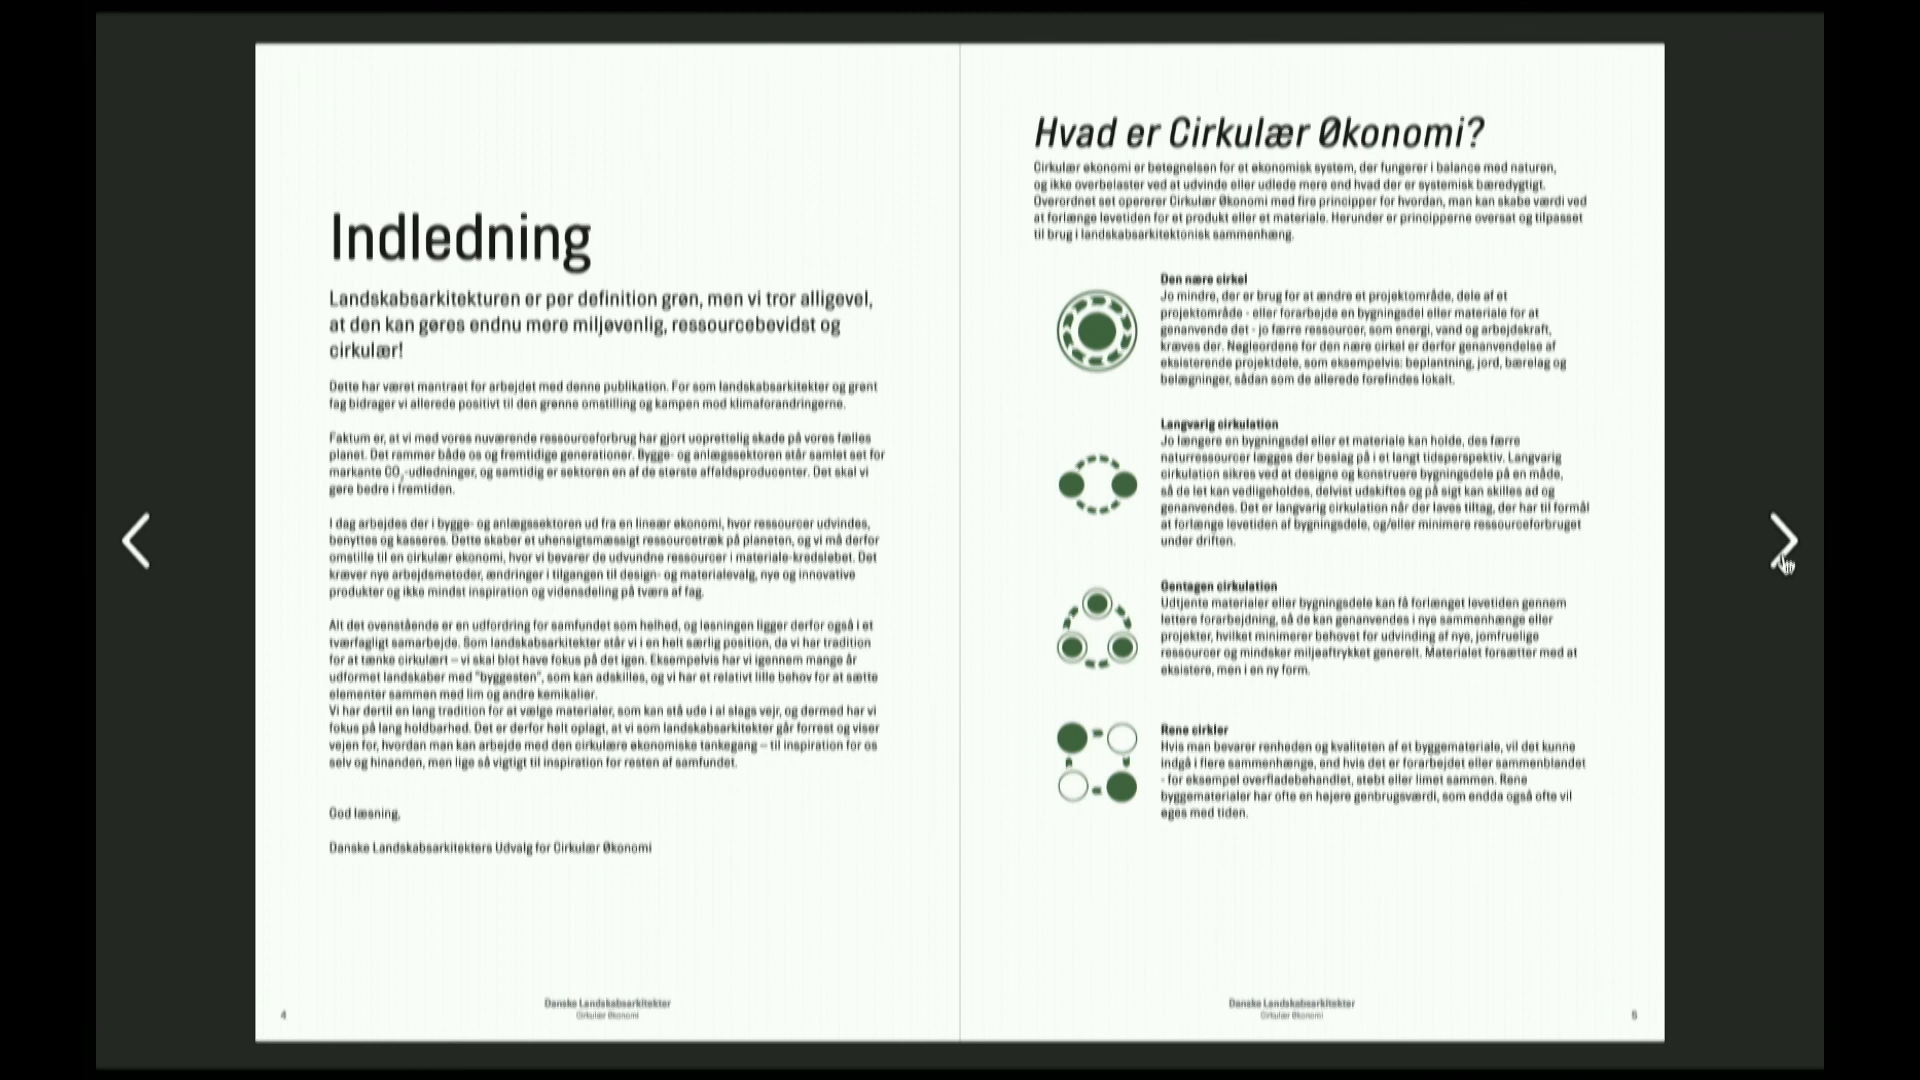 Indledning
Landskabsarkitekturen er per definition grøn, men vi tror alligevel,
at den kan gøres endnu mere miljøvenlig, ressourcebevidst og
cirkulær!
Dette har været mantraet for arbejdet med denne publikation. For som landskabsarkitekter og grønt
fag bidrager vi allerede positivt til den grønne omstilling og kampen mod klimaforandringerne.
Faktum er, at vi med vores nuværende ressourceforbrug har gjort uoprettelig skade på vores fælles
planet. Det rammer både os og fremtidige generationer. Bygge- og anlægssektoren står samlet set for
markante CO₂-udledninger, og samtidig er sektoren en af de største affaldsproducenter. Det skal vi
gøre bedre i fremtiden.
I dag arbejdes der i bygge- og anlægssektoren ud fra en lineær økonomi, hvor ressourcer udvindes,
benyttes og kasseres. Dette skaber et uhensigtsmæssigt ressourcetræk på planeten, og vi må derfor
omstille til en cirkulær økonomi, hvor vi bevarer de udvundne ressourcer i materiale-kredsløbet. Det
kræver nye arbejdsmetoder, ændringer i tilgangen til design- og materialevalg, nye og innovative
produkter og ikke mindst inspiration og vidensdeling på tværs af fag.
Alt det ovenstående er en udfordring for samfundet som helhed, og løsningen ligger derfor også i et
tværfagligt samarbejde. Som landskabsarkitekter står vi i en helt særlig position, da vi har tradition
for at tænke cirkulært – vi skal blot have fokus på det igen. Eksempelvis har vi igennem mange år
udformet landskaber med "byggesten", som kan adskilles, og vi har et relativt lille behov for at sætte
elementer sammen med lim og andre kemikalier.
Vi har dertil en lang tradition for at vælge materialer, som kan stå ude i al slags vejr, og dermed har vi
fokus på lang holdbarhed. Det er derfor helt oplagt, at vi som landskabsarkitekter går forrest og viser
vejen for, hvordan man kan arbejde med den cirkulære økonomiske tankegang – til inspiration for os
selv og hinanden, men lige så vigtigt til inspiration for resten af samfundet.
God læsning,
Danske Landskabsarkitekters Udvalg for Cirkulær Økonomi
Danske Landskabsarkitekter
Cirkulær Økonomi
4
Hvad er Cirkulær Økonomi?
Cirkulær økonomi er betegnelsen for et økonomisk system, der fungerer i balance med naturen,
og ikke overbelaster ved at udvinde eller udlede mere end hvad der er systemisk bæredygtigt.
Overordnet set opererer Cirkulær Økonomi med fire principper for hvordan, man kan skabe værdi ved
at forlænge levetiden for et produkt eller et materiale. Herunder er principperne oversat og tilpasset
til brug i landskabsarkitektonisk sammenhæng.
Den nære cirkel
Jo mindre, der er brug for at ændre et projektområde, dele af et
projektområde - eller forarbejde en bygningsdel eller materiale for at
genanvende det - jo færre ressourcer, som energi, vand og arbejdskraft,
kræves der. Nøgleordene for den nære cirkel er derfor genanvendelse af
eksisterende projektdele, som eksempelvis: beplantning, jord, bærelag og
belægninger, sådan som de allerede forefindes lokalt.
Langvarig cirkulation
Jo længere en bygningsdel eller et materiale kan holde, des færre
naturressourcer lægges der beslag på i et langt tidsperspektiv. Langvarig
cirkulation sikres ved at designe og konstruere bygningsdele på en måde,
så de let kan vedligeholdes, delvist udskiftes og på sigt kan skilles ad og
genanvendes. Det er langvarig cirkulation når der laves tiltag, der har til formål
at forlænge levetiden af bygningsdele, og/eller minimere ressourceforbruget
under driften.
Gentagen cirkulation
Udtjente materialer eller bygningsdele kan få forlænget levetiden gennem
lettere forarbejdning, så de kan genanvendes i nye sammenhænge eller
projekter, hvilket minimerer behovet for udvinding af nye, jomfruelige
ressourcer og mindsker miljøaftrykket generelt. Materialet forsætter med at
eksistere, men i en ny form.
Rene cirkler
Hvis man bevarer renheden og kvaliteten af et byggemateriale, vil det kunne
indgå i flere sammenhænge, end hvis det er forarbejdet eller sammenblandet
- for eksempel overfladebehandlet, støbt eller limet sammen. Rene
byggematerialer har ofte en højere genbrugsværdi, som endda også ofte vil
øges med tiden.
Danske Landskabsarkitekter
Cirkulær Økonomi
5